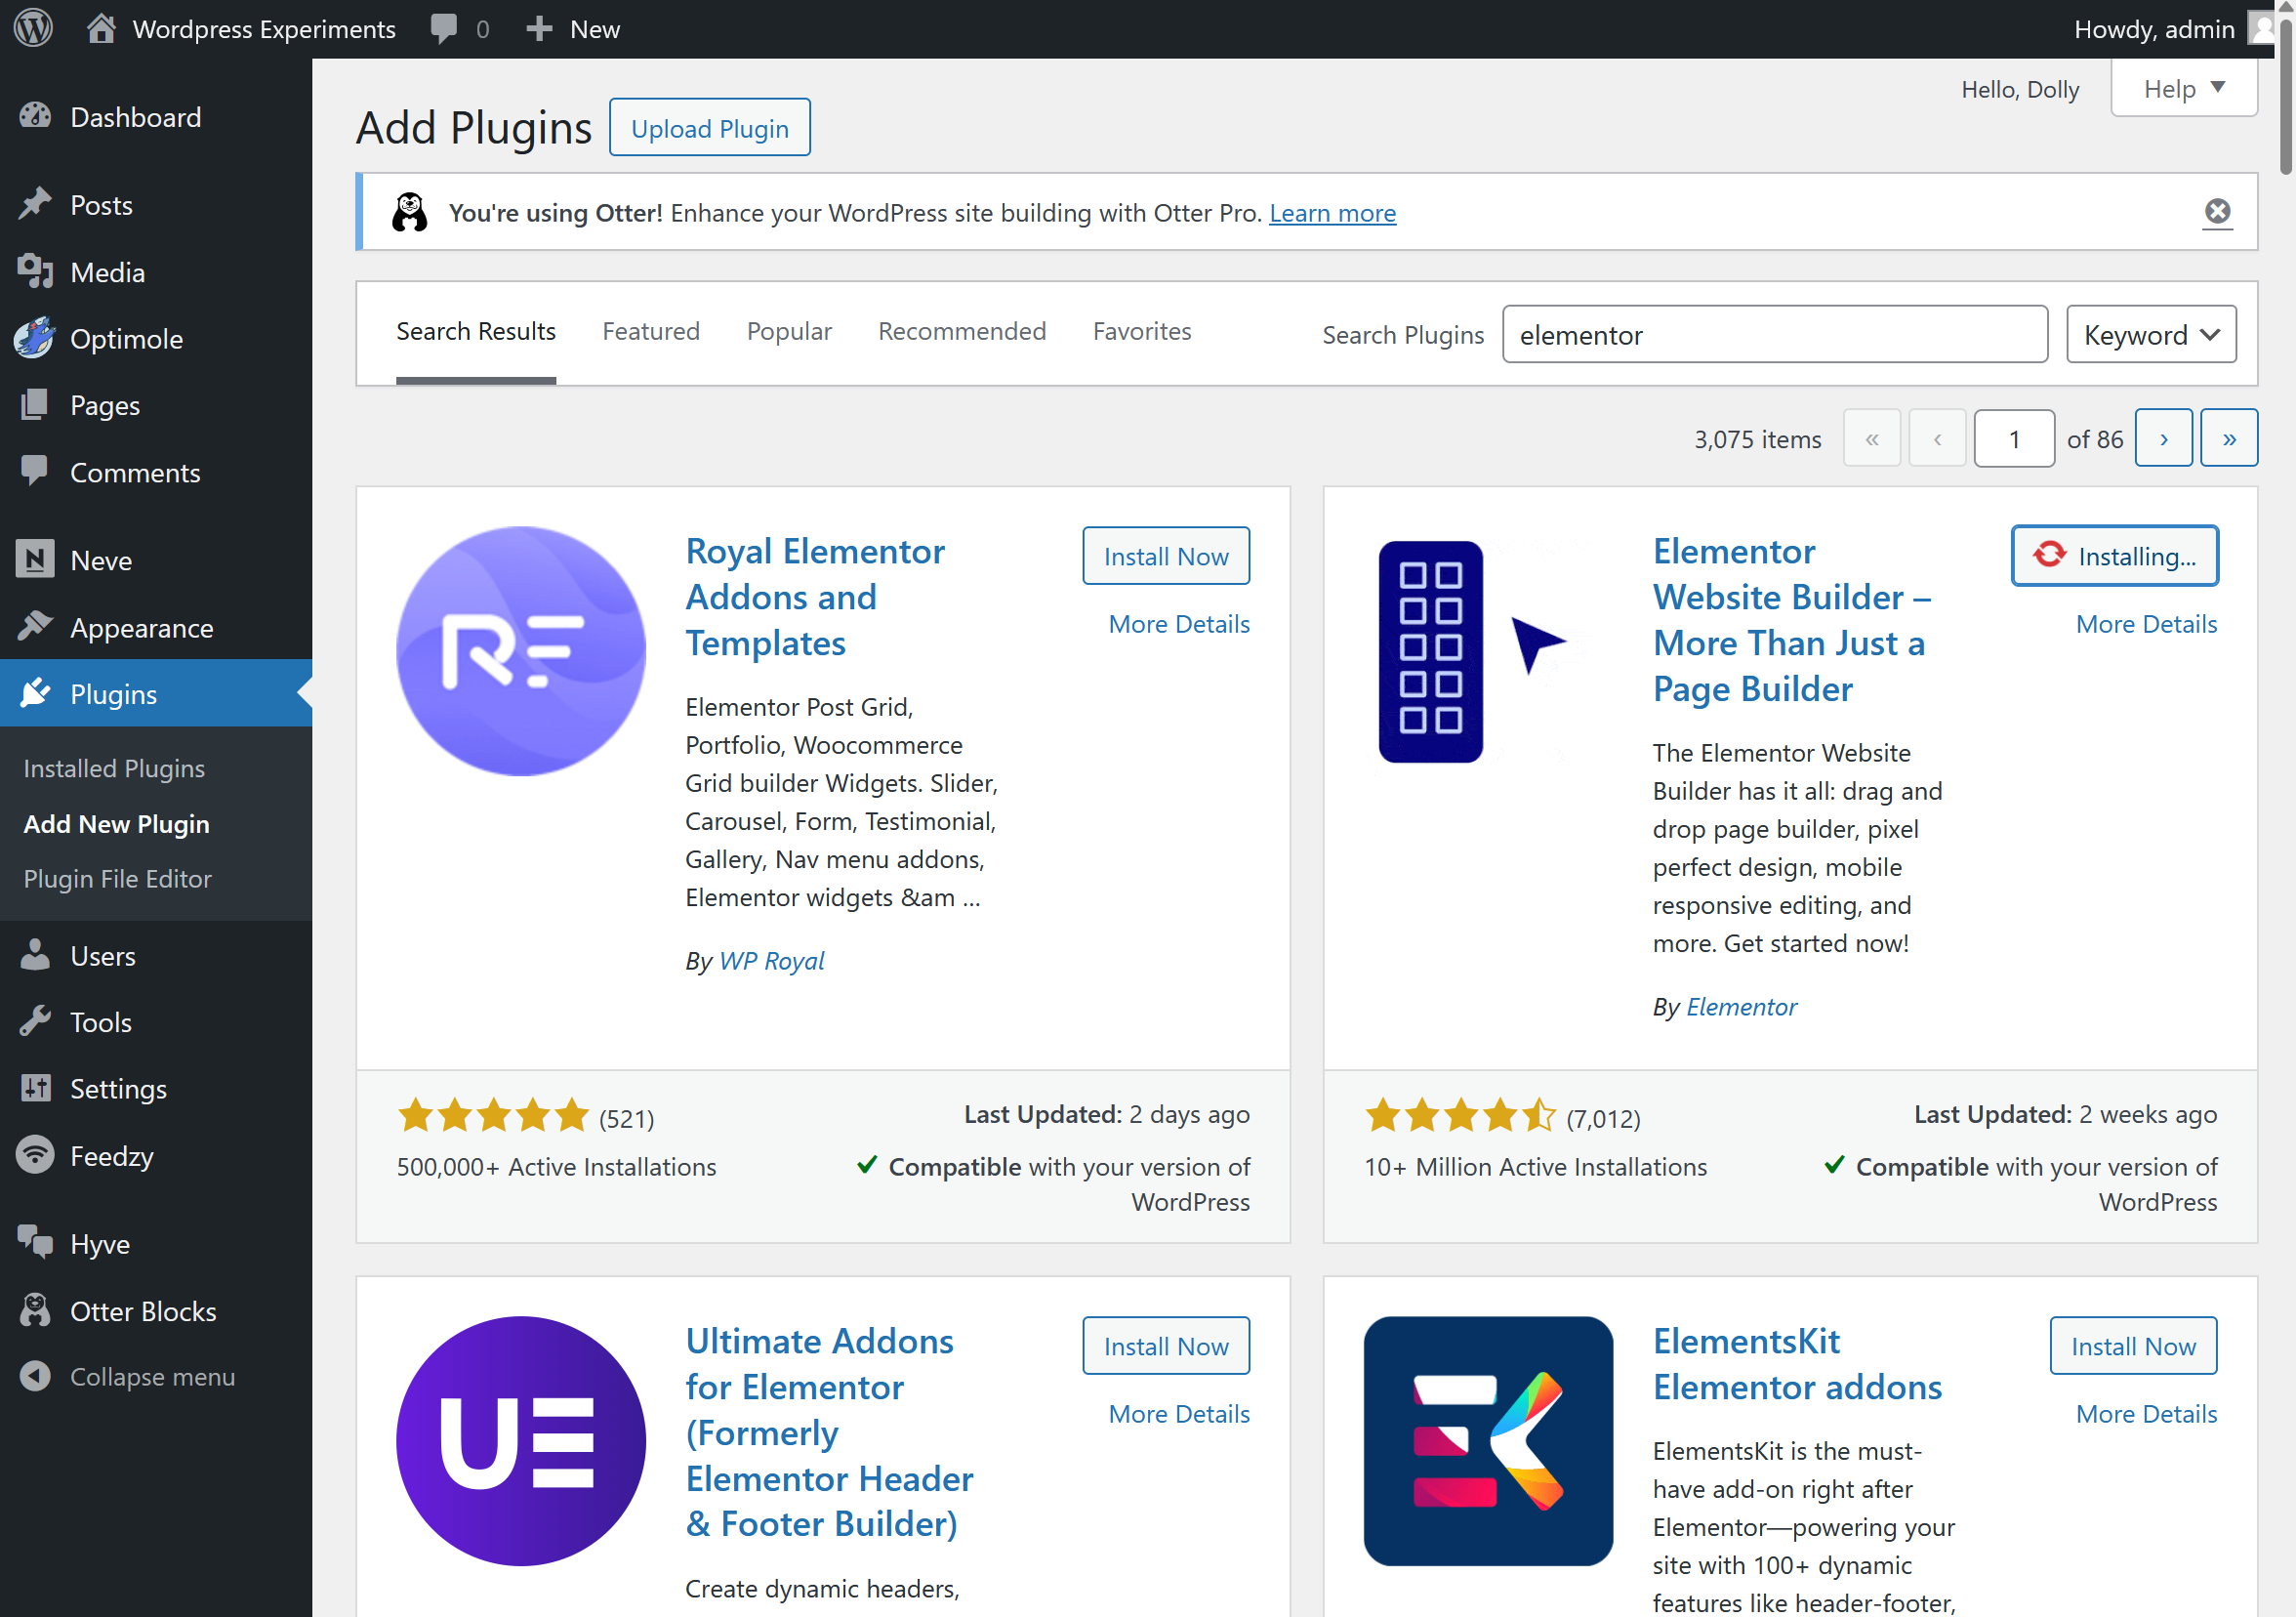 Wordpress Experiments
0
New
Howdy, admin
Dashboard
Posts
Media
Optimole
Pages
Comments
Neve
Appearance
Plugins
Installed Plugins
Add New Plugin
Plugin File Editor
Users
Tools
Settings
Feedzy
Hyve
Otter Blocks
Collapse menu
Hello, Dolly
Help
Add Plugins
Upload Plugin
You're using Otter! Enhance your WordPress site building with Otter Pro. Learn more
Search Results
Featured
Popular
Recommended
Favorites
Search Plugins
elementor
Keyword
3,075 items
«
‹
1
of 86
›
»
RE
Royal Elementor
Addons and
Templates
Install Now
More Details
Elementor Post Grid,
Portfolio, Woocommerce
Grid builder Widgets. Slider,
Carousel, Form, Testimonial,
Gallery, Nav menu addons,
Elementor widgets &am ...
By WP Royal
(521)
500,000+ Active Installations
Last Updated: 2 days ago
Compatible with your version of
WordPress
Elementor
Website Builder –
More Than Just a
Page Builder
Installing...
More Details
The Elementor Website
Builder has it all: drag and
drop page builder, pixel
perfect design, mobile
responsive editing, and
more. Get started now!
By Elementor
(7,012)
10+ Million Active Installations
Last Updated: 2 weeks ago
Compatible with your version of
WordPress
UE
Ultimate Addons
for Elementor
(Formerly
Elementor Header
& Footer Builder)
Install Now
More Details
Create dynamic headers,
EK
ElementsKit
Elementor addons
Install Now
More Details
ElementsKit is the must-
have add-on right after
Elementor—powering your
site with 100+ dynamic
features like header-footer,